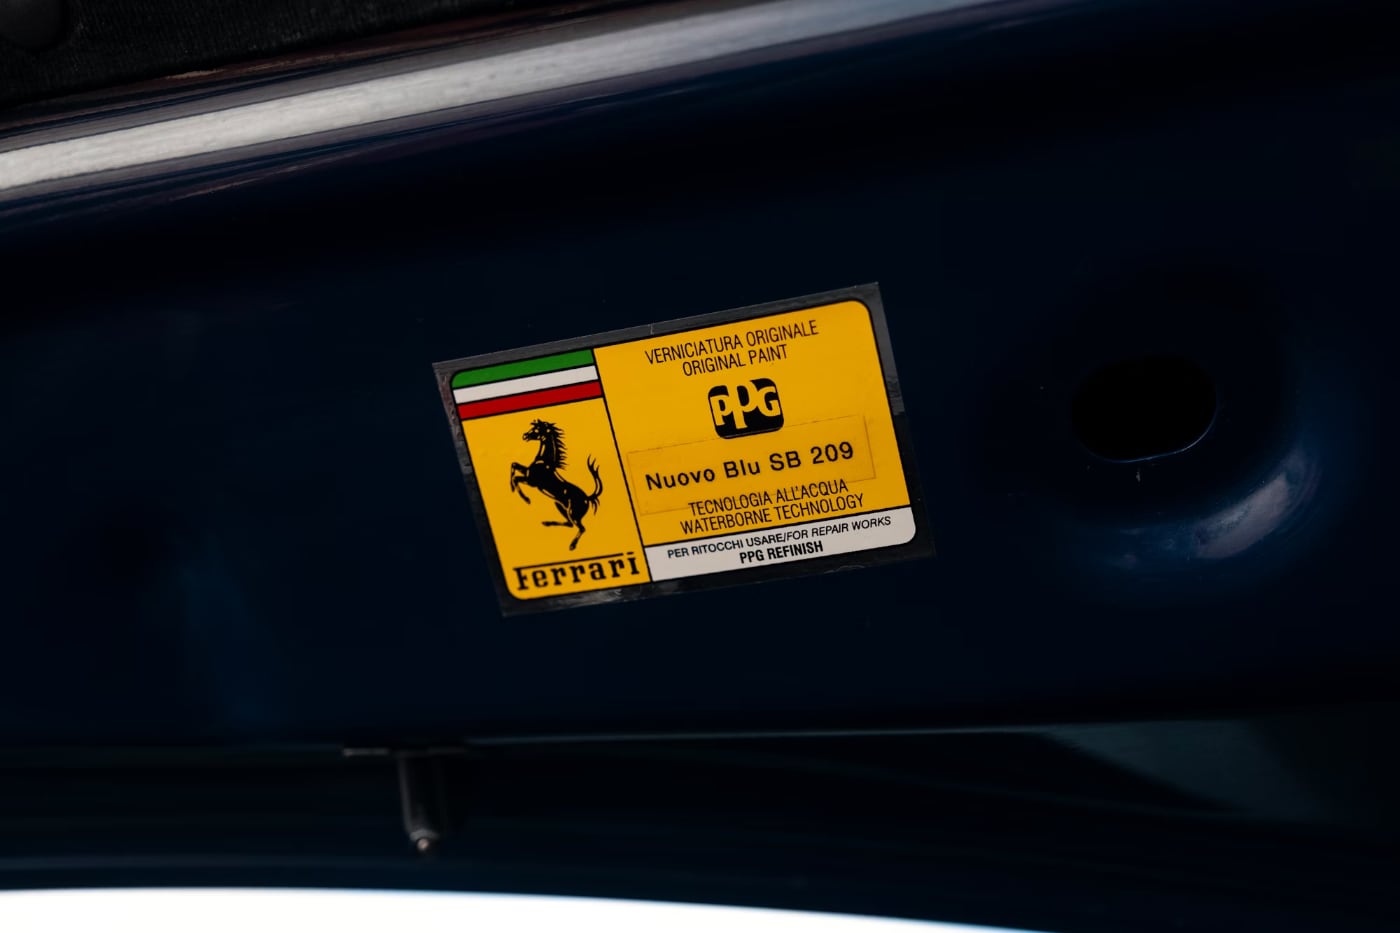 VERNICIATURA ORIGINALE
ORIGINAL PAINT
PPG
Nuovo Blu SB 209
TECNOLOGIA ALL'ACQUA
WATERBORNE TECHNOLOGY
PER RITOCCHI USARE/FOR REPAIR WORKS
PPG REFINISH
Ferrari